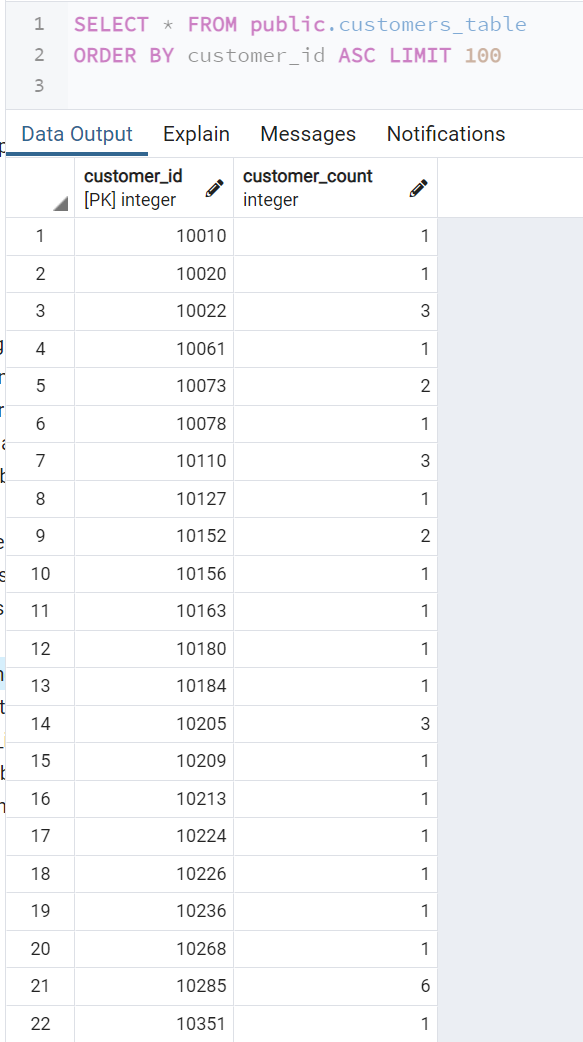 1 SELECT * FROM public.customers_table
2 ORDER BY customer_id ASC LIMIT 100
3
Data Output Explain Messages Notifications
customer_id customer_count
[PK] integer integer
1 10010 1
2 10020 1
3 10022 3
4 10061 1
5 10073 2
6 10078 1
7 10110 3
8 10127 1
9 10152 2
10 10156 1
11 10163 1
12 10180 1
13 10184 1
14 10205 3
15 10209 1
16 10213 1
17 10224 1
18 10226 1
19 10236 1
20 10268 1
21 10285 6
22 10351 1